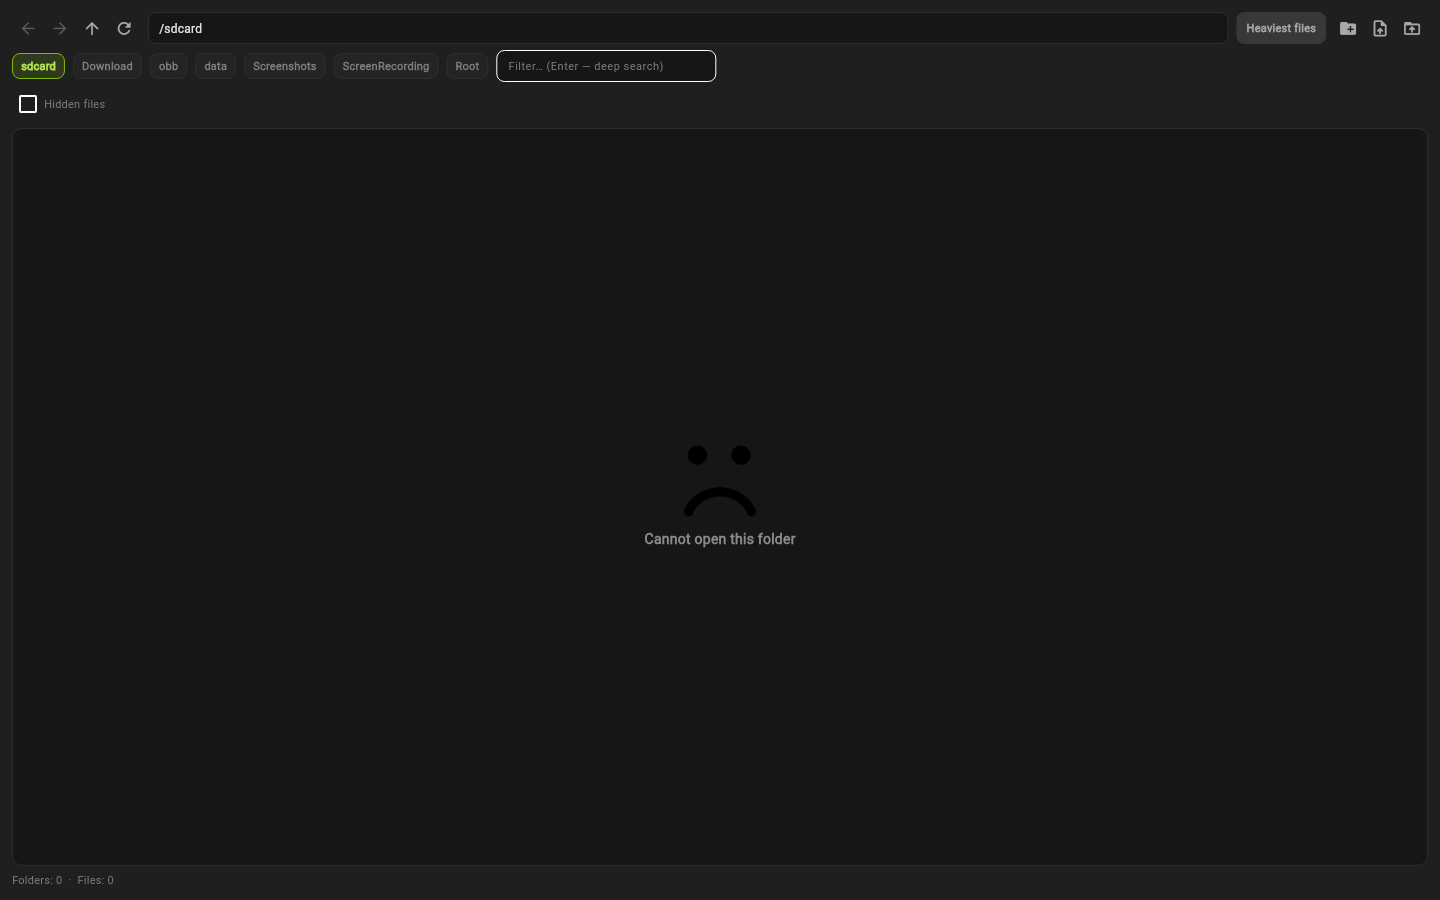 /sdcard
Heaviest files
sdcard
Download
obb
data
Screenshots
ScreenRecording
Root
Filter… (Enter — deep search)
Hidden files
Cannot open this folder
Folders: 0 · Files: 0